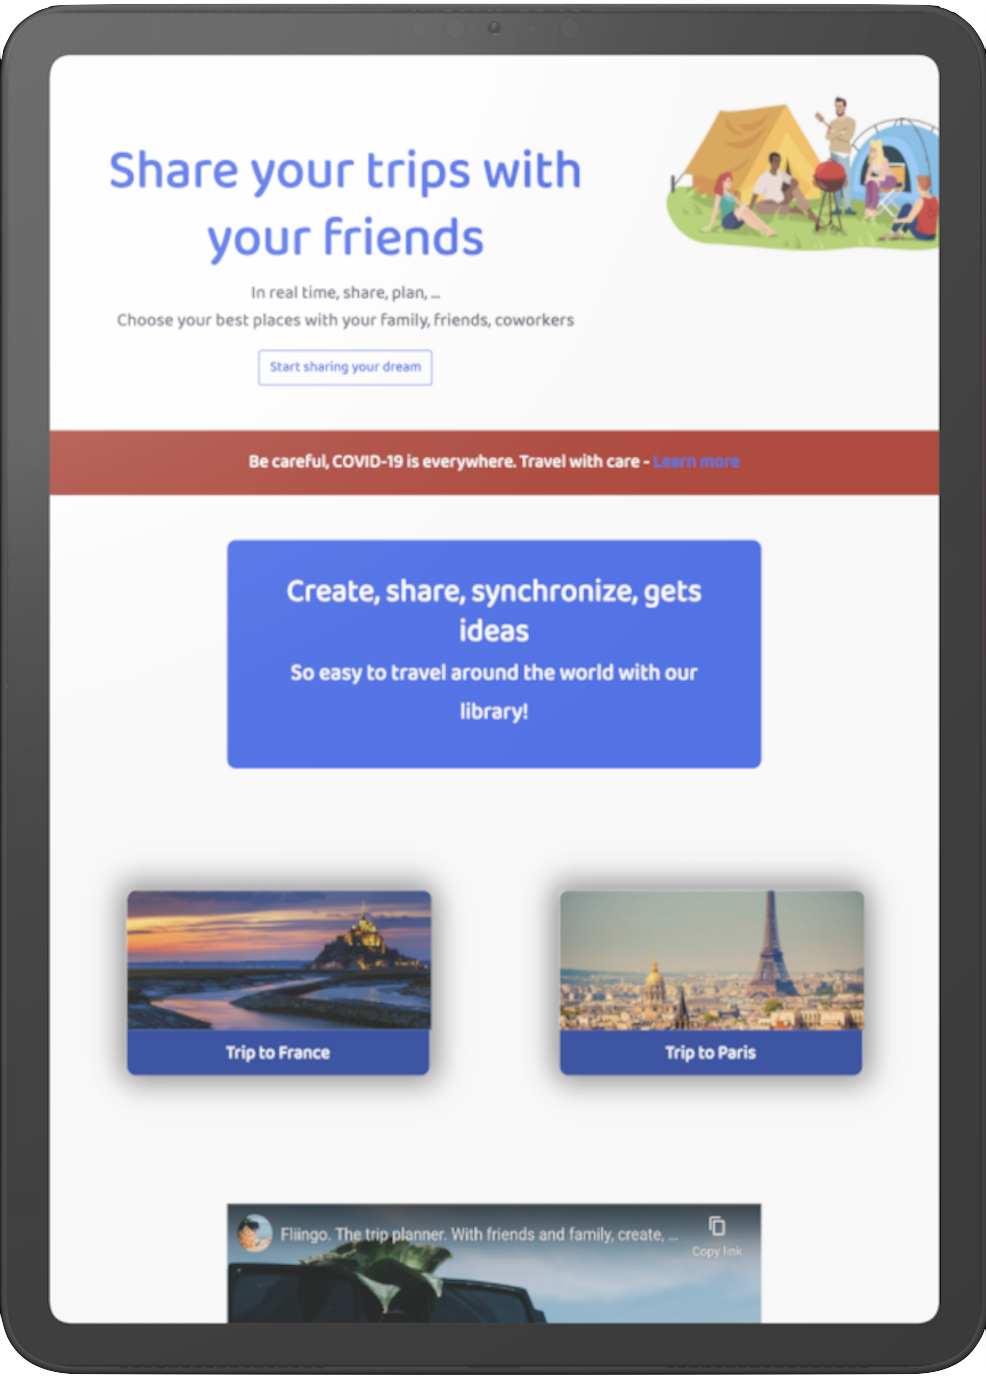 Share your trips with
your friends
In real time, share, plan, ...
Choose your best places with your family, friends, coworkers
Start sharing your dream
Be careful, COVID-19 is everywhere. Travel with care - Learn more
Create, share, synchronize, gets
ideas
So easy to travel around the world with our
library!
Trip to France
Trip to Paris
Fliingo. The trip planner. With friends and family, create, ...
Copy link